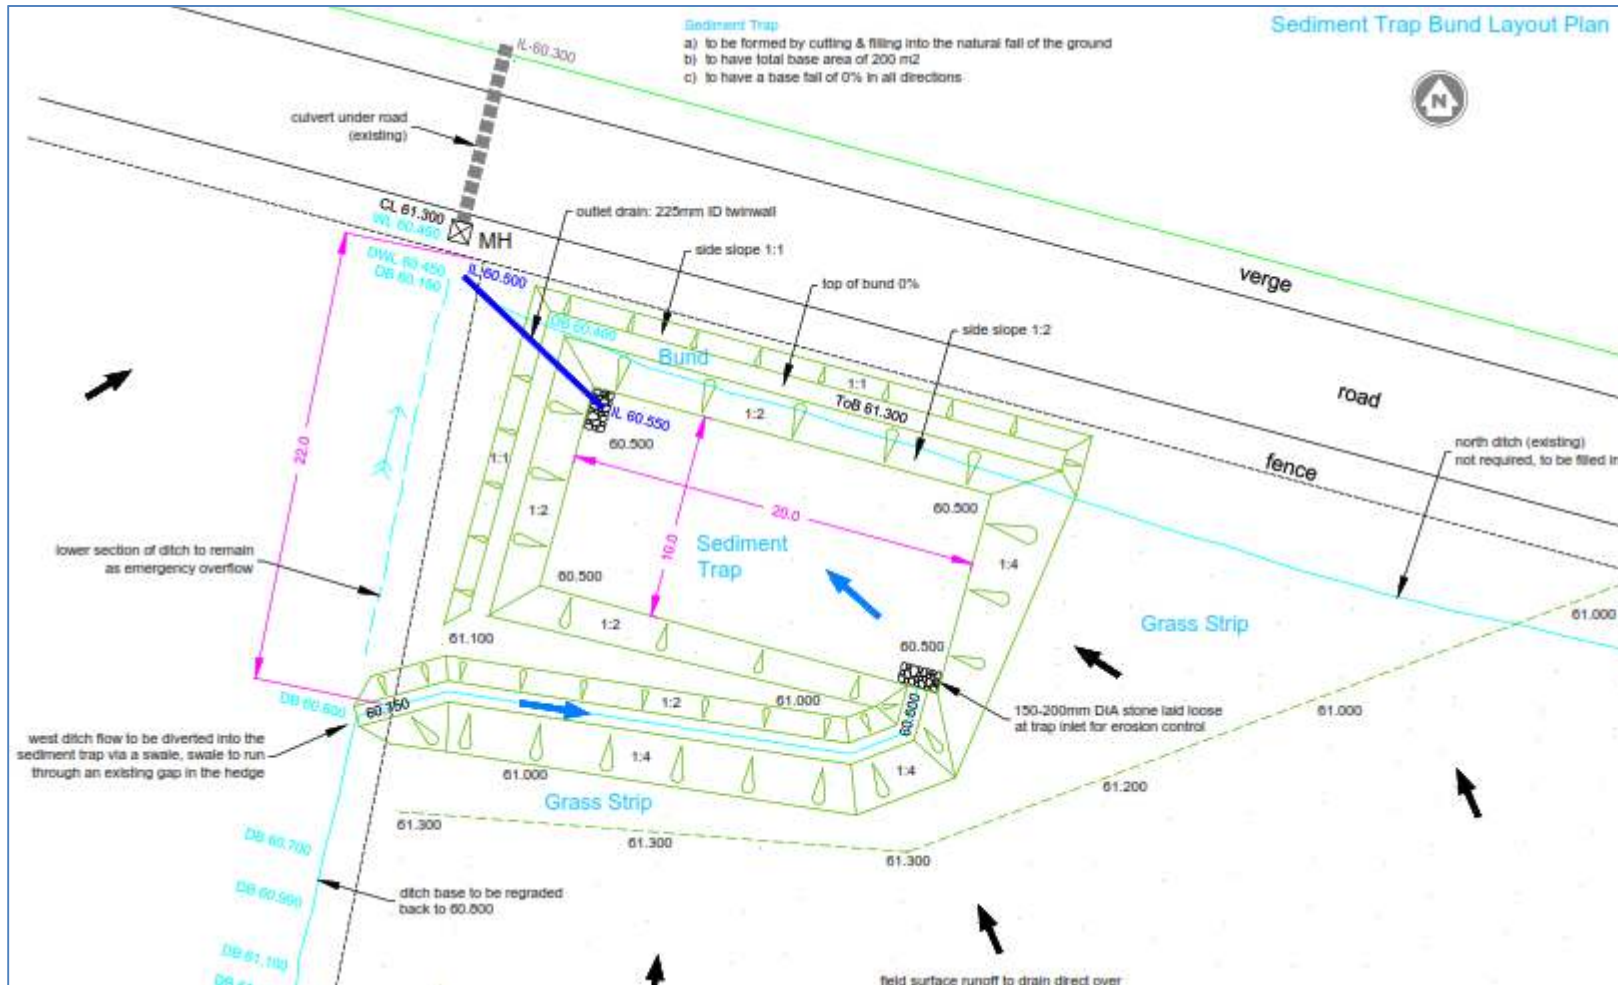 Sediment Trap Bund Layout Plan
Sediment Trap
a) to be formed by cutting & filling into the natural fall of the ground
b) to have total base area of 200 m2
c) to have a base fall of 0% in all directions
N
IL-60.300
culvert under road
(existing)
CL 61.300
WL 60.450
MH
outlet drain: 225mm ID twinwall
side slope 1:1
top of bund 0%
side slope 1:2
verge
road
fence
DWL 60.450
DB 60.160
IL 60.500
DB 60.460
Bund
1:1
ToB 61.300
1:2
IL 60.550
60.500
north ditch (existing)
not required, to be filled in
22.0
1:1
1:2
20.0
10.0
60.500
1:4
Sediment
Trap
lower section of ditch to remain
as emergency overflow
60.500
61.000
Grass Strip
1:2
61.100
60.500
DB 60.600
60.750
1:2
61.000
60.600
150-200mm DIA stone laid loose
at trap inlet for erosion control
61.000
west ditch flow to be diverted into the
sediment trap via a swale, swale to run
through an existing gap in the hedge
61.000
1:4
1:4
61.200
Grass Strip
61.300
61.300
61.300
DB 60.700
DB 60.990
ditch base to be regraded
back to 60.800
DB 61.100
field surface runoff to drain direct over